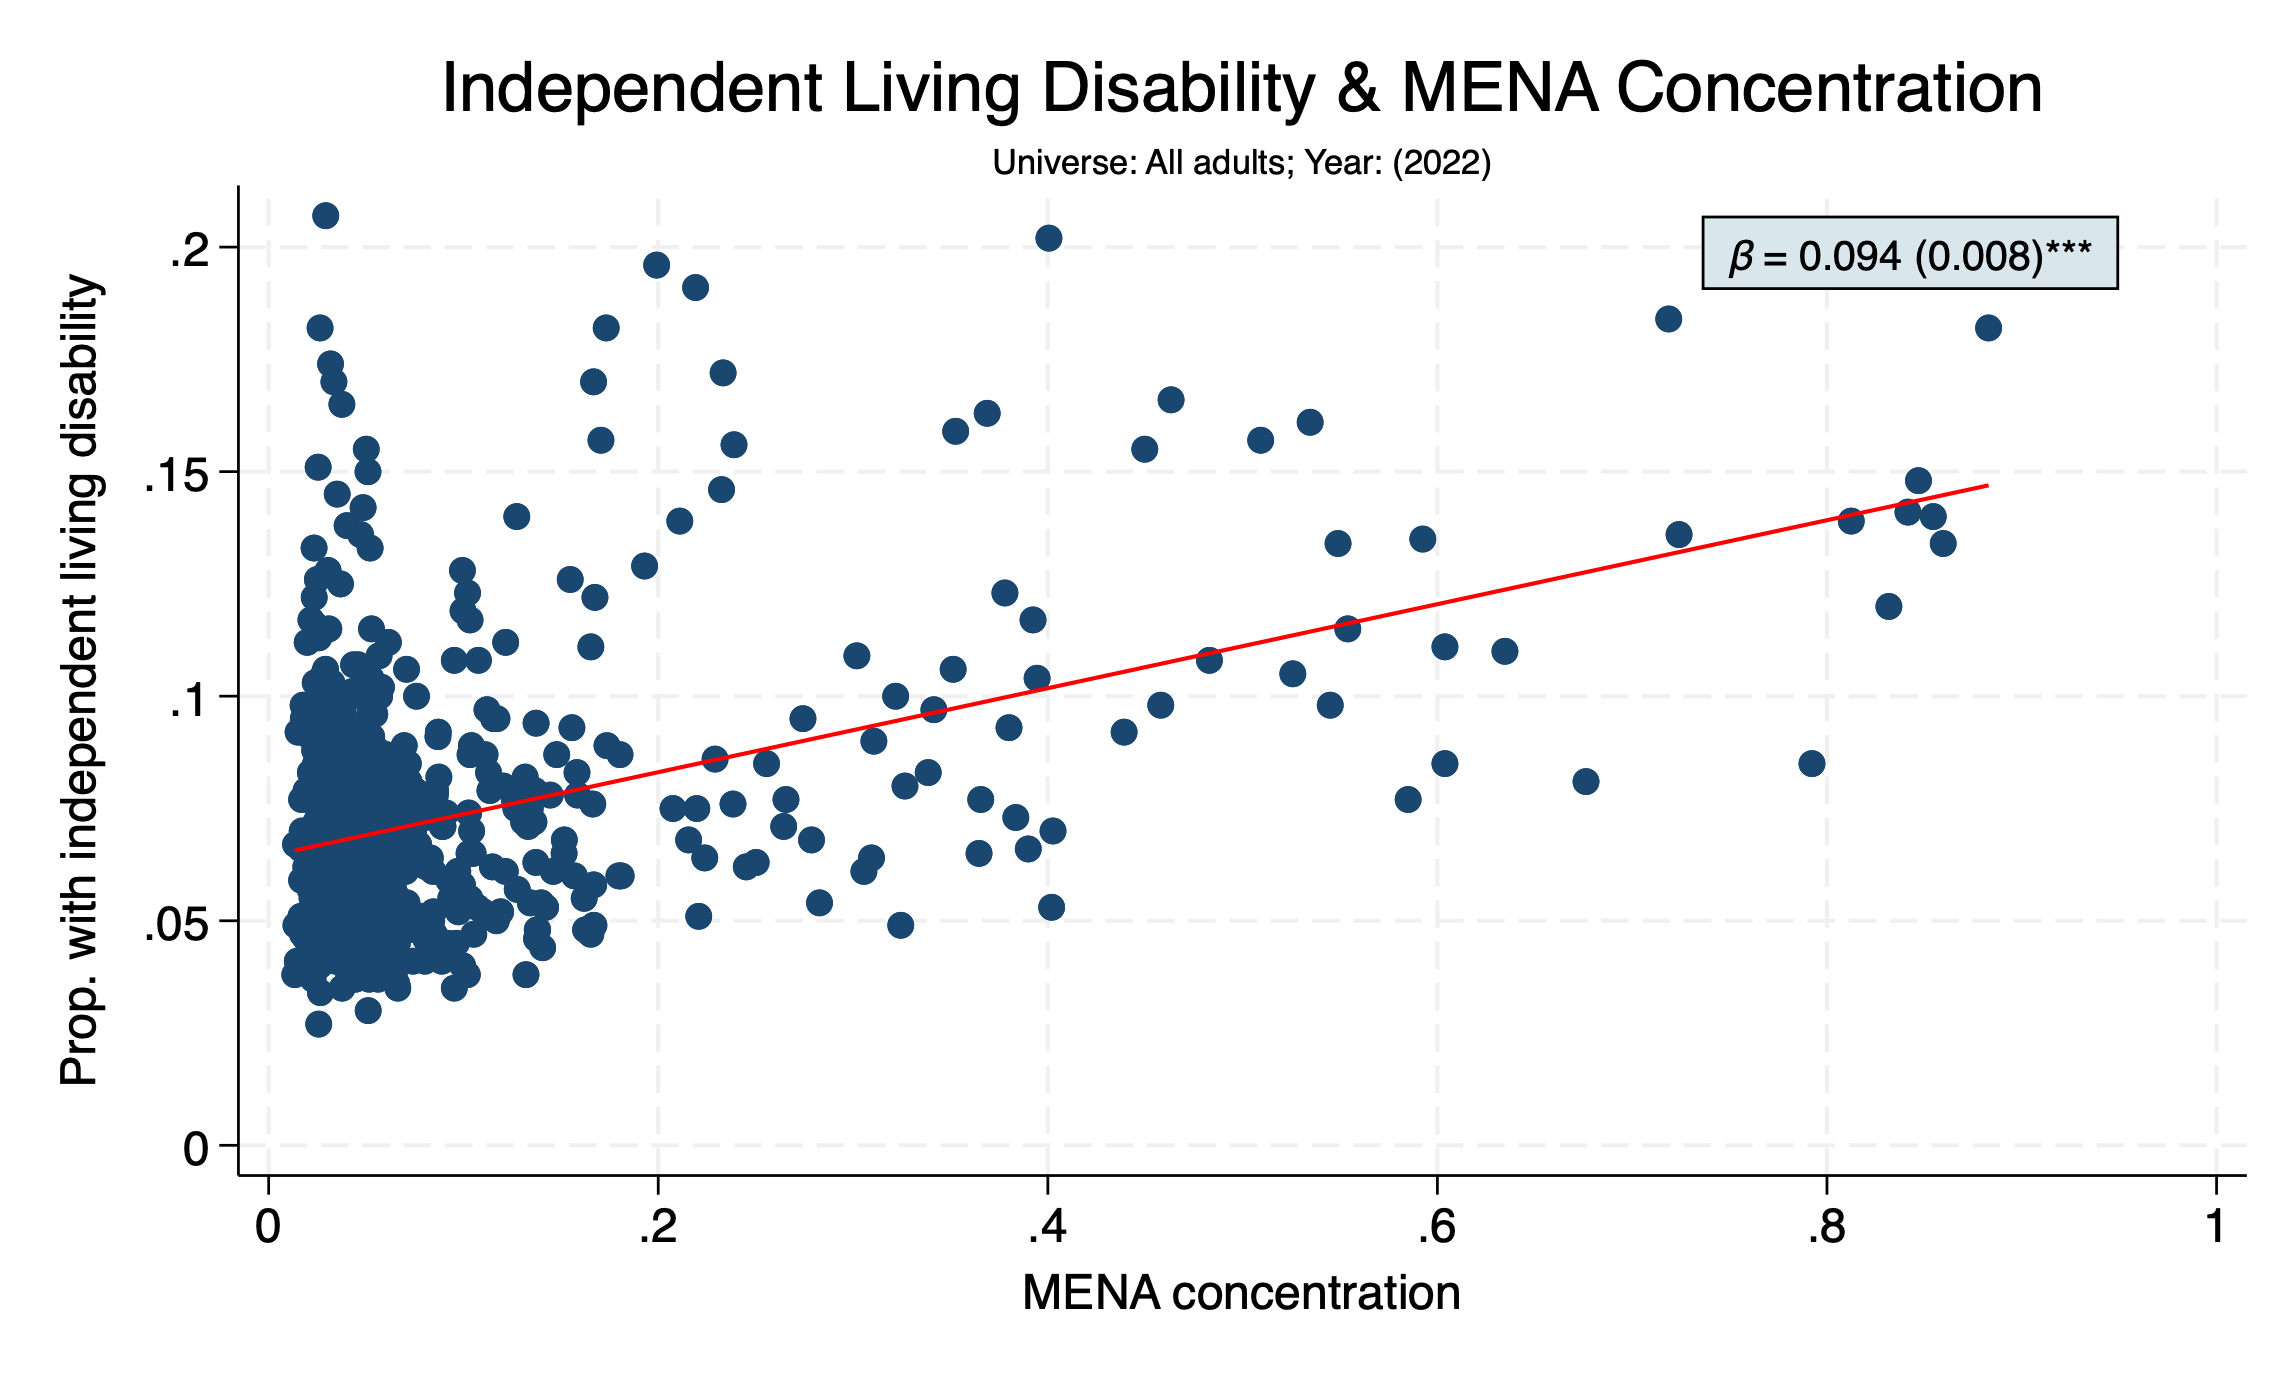 Independent Living Disability & MENA Concentration
Universe: All adults; Year: (2022)
β = 0.094 (0.008)***
Prop. with independent living disability
.2
.15
.1
.05
0
0 .2 .4 .6 .8 1
MENA concentration